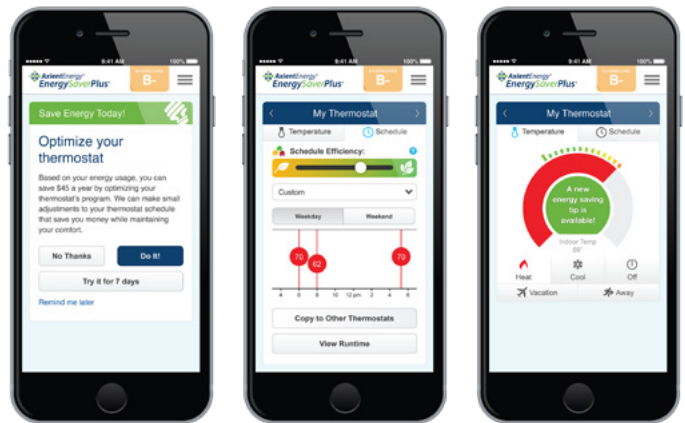 9:41 AM
100%
AxientEnergy
EnergySaverPlus
B-
Save Energy Today!
Optimize your
thermostat
Based on your energy usage, you can
save $45 a year by optimizing your
thermostat's program. We can make small
adjustments to your thermostat schedule
that save you money while maintaining
your comfort.
No Thanks
Do It!
Try it for 7 days
Remind me later
9:41 AM
100%
AxientEnergy
EnergySaverPlus
B-
My Thermostat
Temperature
Schedule
Schedule Efficiency:
?
Custom
Weekday
Weekend
70
62
70
4 6 8 10 12 pm 2 4 6
Copy to Other Thermostats
View Runtime
9:41 AM
100%
AxientEnergy
EnergySaverPlus
B-
My Thermostat
Temperature
Schedule
A new
energy saving
tip is
available!
Indoor Temp
Heat
Cool
Off
Vacation
Away